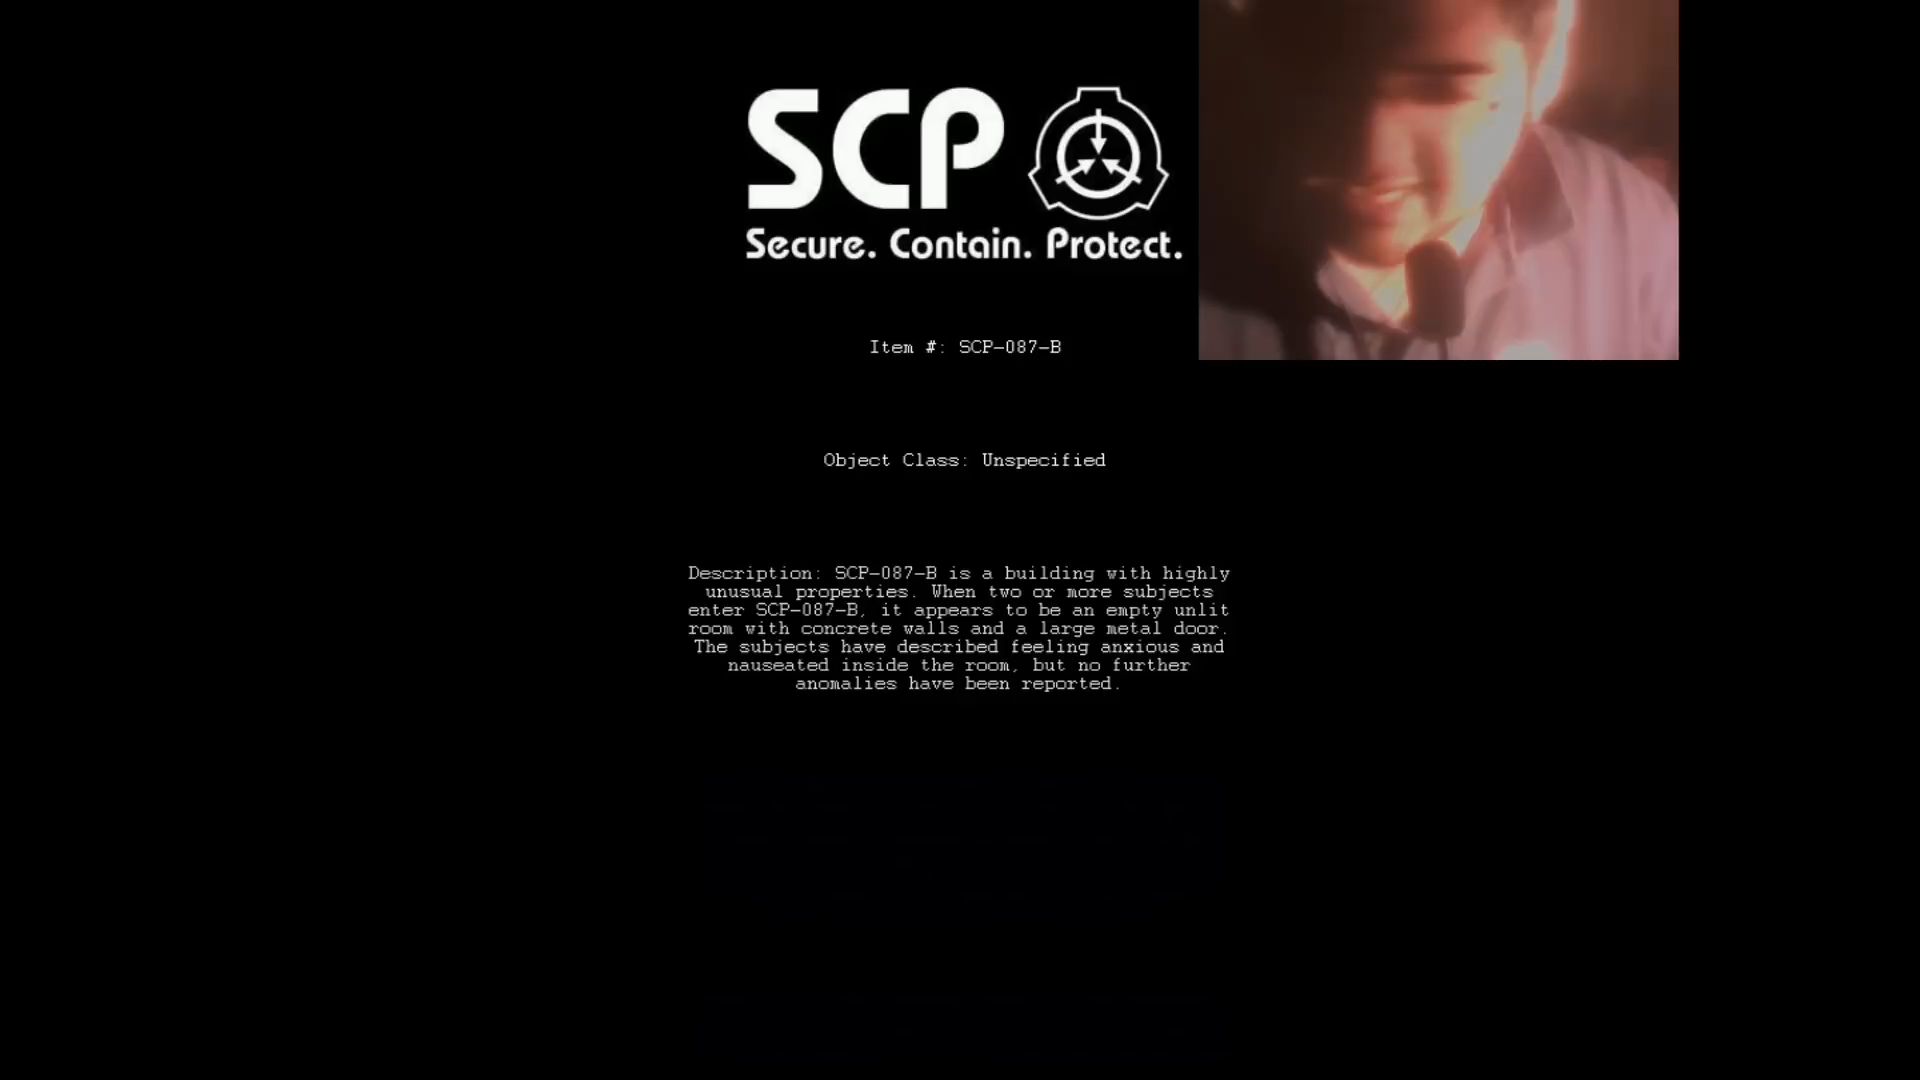 SCP
Secure. Contain. Protect.
Item #: SCP-087-B
Object Class: Unspecified
Description: SCP-087-B is a building with highly
unusual properties. When two or more subjects
enter SCP-087-B, it appears to be an empty unlit
room with concrete walls and a large metal door.
The subjects have described feeling anxious and
nauseated inside the room, but no further
anomalies have been reported.